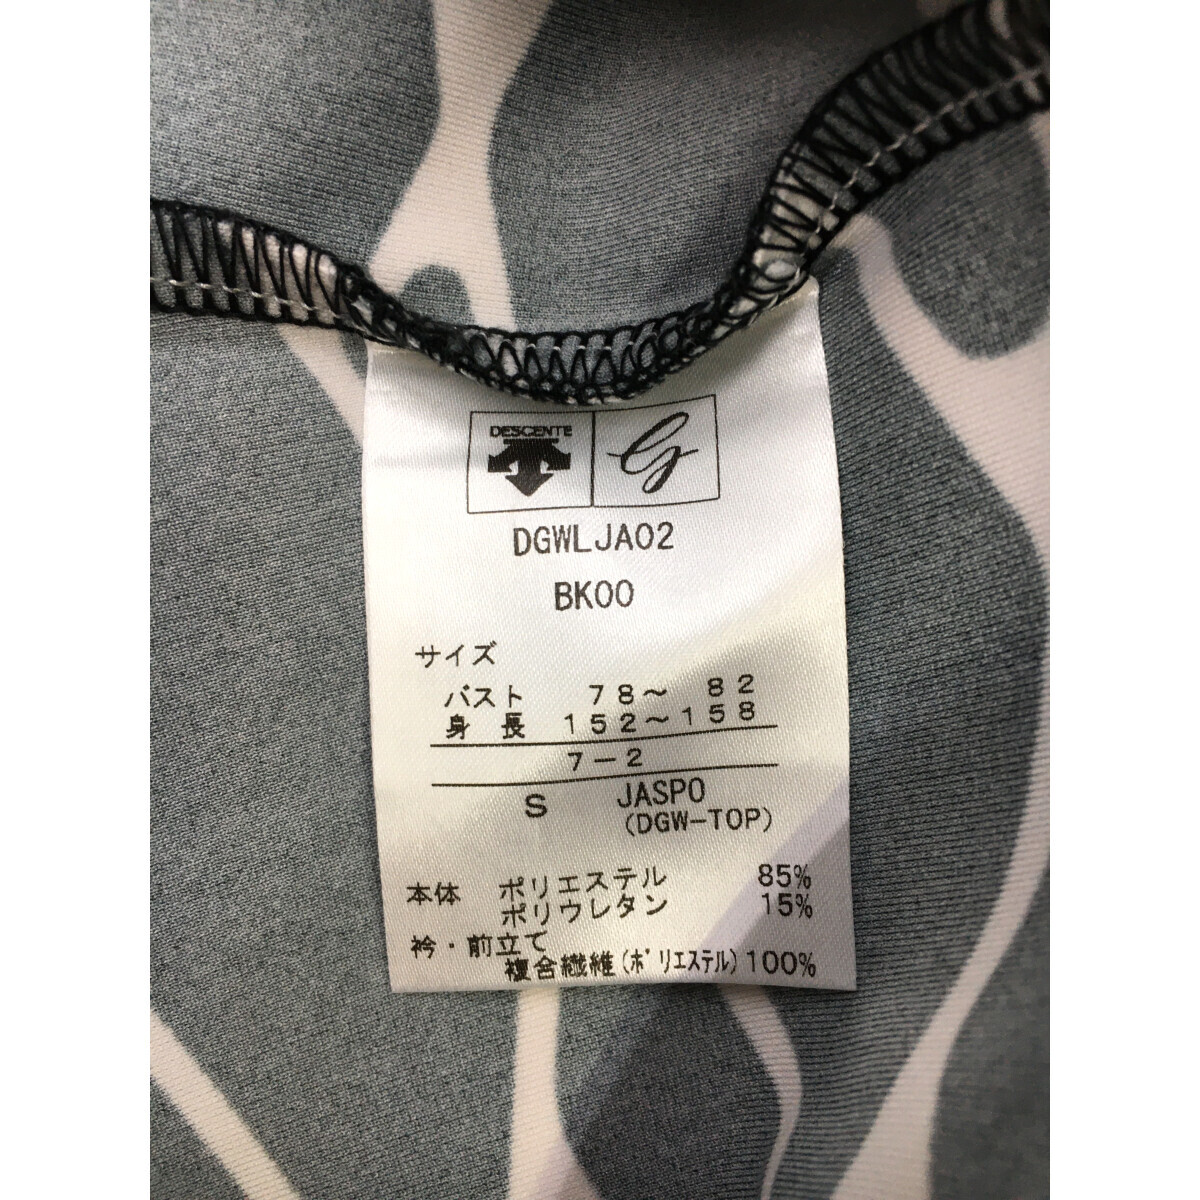 DESCENTE
DGWLJA02
BK00
サイズ
バスト 78〜 82
身 長 152〜158
7－2
S JASPO
(DGW-TOP)
本体 ポリエステル 85%
ポリウレタン 15%
衿・前立て
複合繊維(ポリエステル)100%